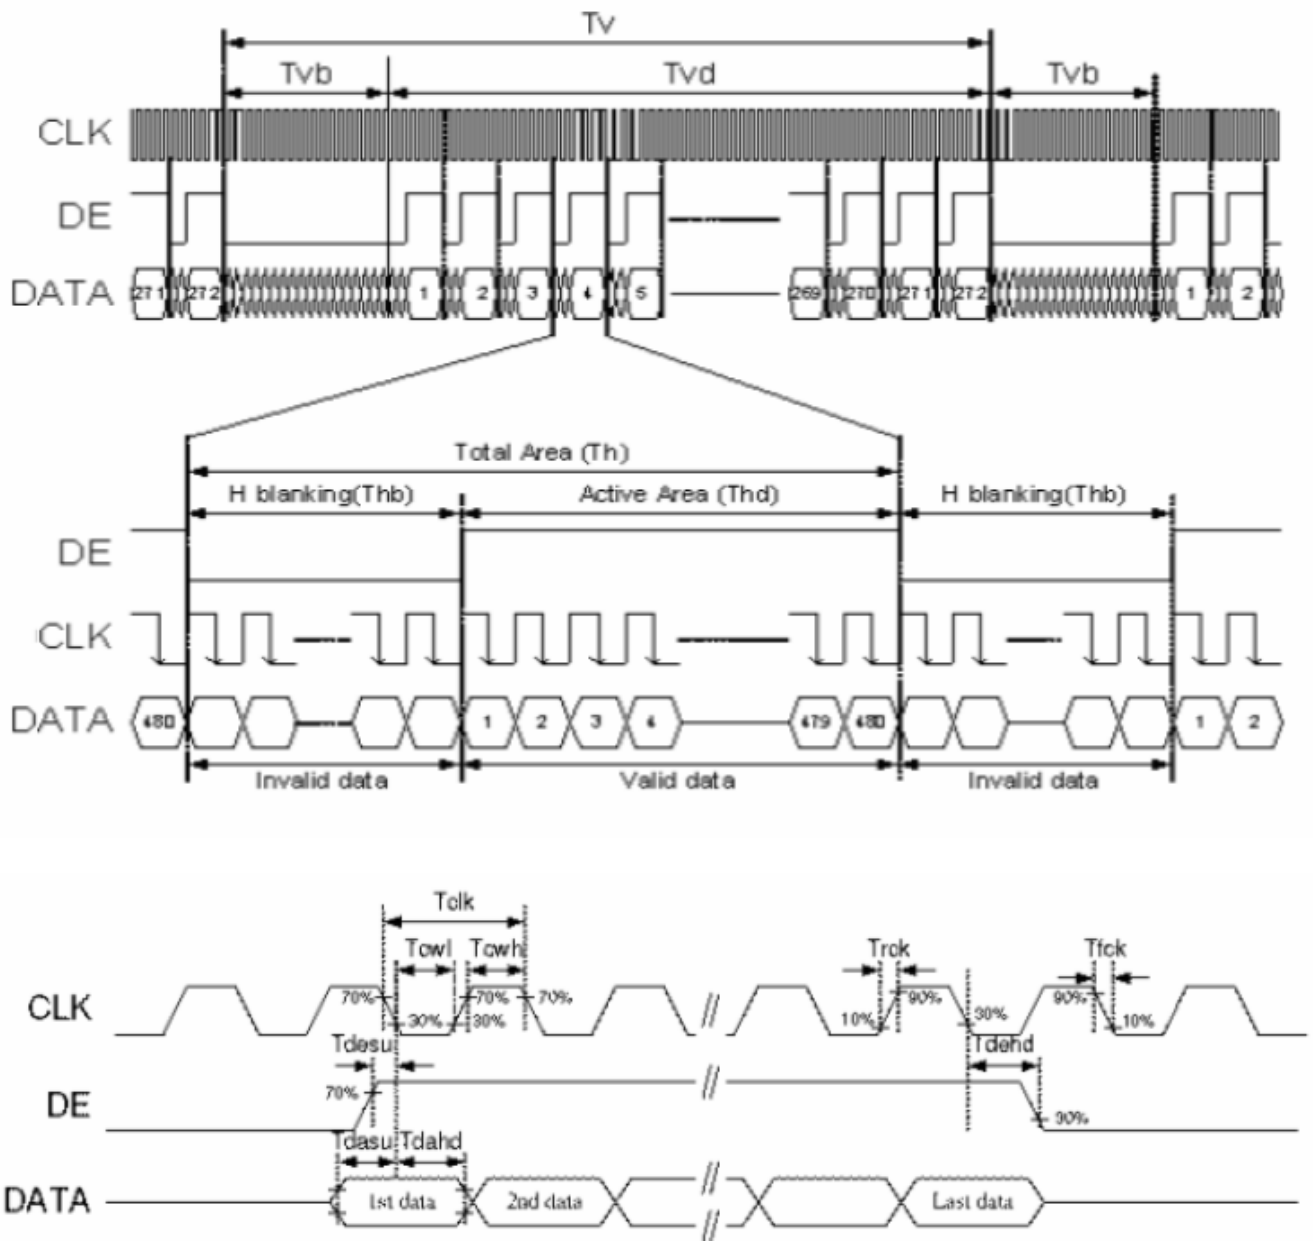 Tv
Tvb Tvd Tvb
CLK
DE
DATA 271 272 1 2 3 4 5 269 270 271 272 1 2
Total Area (Th)
H blanking(Thb) Active Area (Thd) H blanking(Thb)
DE
CLK
DATA 480 1 2 3 4 479 480 1 2
Invalid data Valid data Invalid data
Tclk
Tcwl Tcwh Trck Tfck
CLK 70% 70% 70% 90% 30% 90%
30% 30% 10% 10%
Tdesu Tdehd
70%
DE 30%
Tdasu Tdahd
DATA 1st data 2nd data // Last data